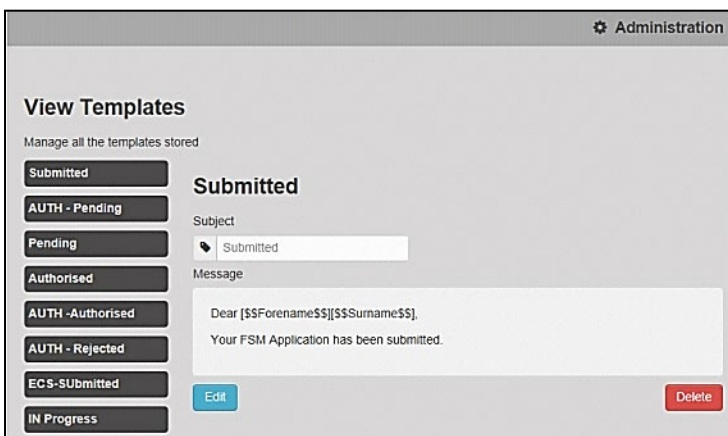 Administration
View Templates
Manage all the templates stored
Submitted
AUTH - Pending
Pending
Authorised
AUTH -Authorised
AUTH - Rejected
ECS-SUbmitted
IN Progress
Submitted
Subject
Submitted
Message
Dear [$$Forename$$][$$Surname$$],
Your FSM Application has been submitted.
Edit
Delete